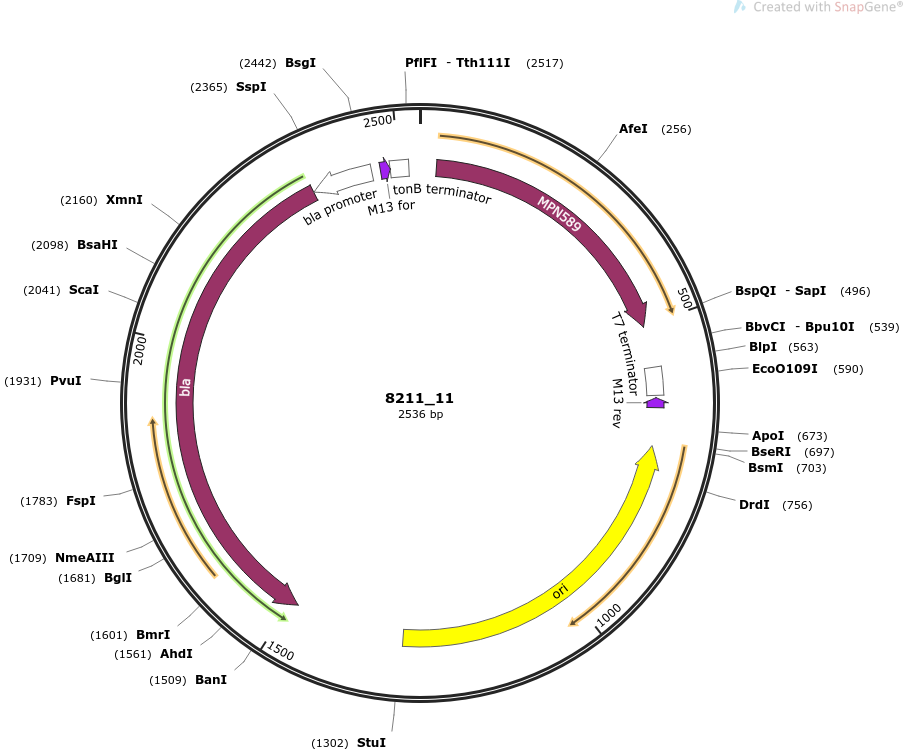 Created with SnapGene®
(2442) BsgI
PflFI - Tth111I (2517)
(2365) SspI
2500
AfeI (256)
tonB terminator
bla promoter
M13 for
MPN589
(2160) XmnI
(2098) BsaHI
(2041) ScaI
BspQI - SapI (496)
500
BbvCI - Bpu10I (539)
BlpI (563)
T7 terminator
2000
EcoO109I (590)
(1931) PvuI
bla
M13 rev
8211_11
2536 bp
ApoI (673)
BseRI (697)
BsmI (703)
(1783) FspI
DrdI (756)
(1709) NmeAIII
(1681) BglI
ori
1000
(1601) BmrI
(1561) AhdI
1500
(1509) BanI
(1302) StuI